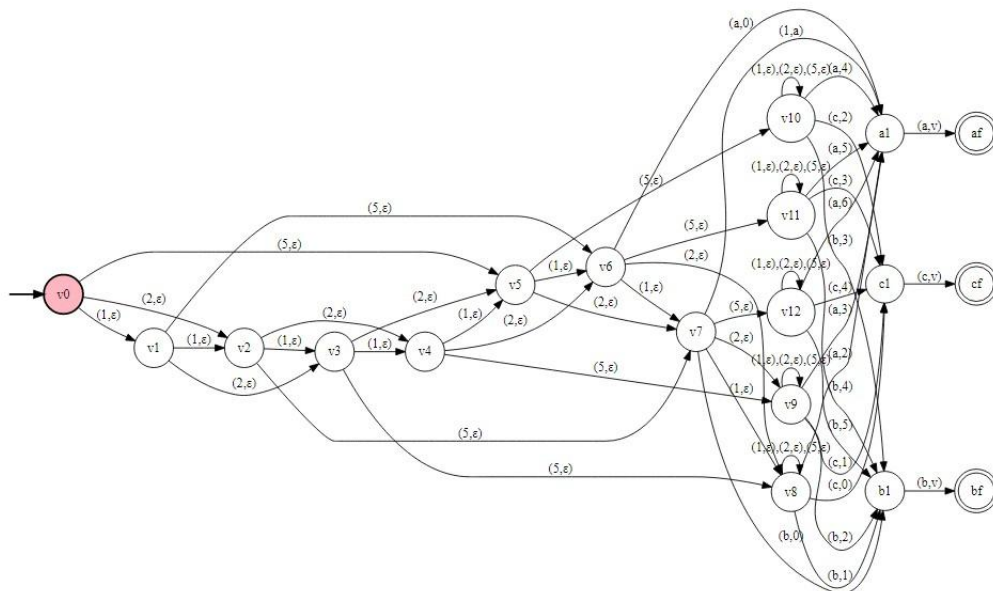 (a,0)
(1,a)
(1,ε),(2,ε),(5,ε)
(a,4)
v10
(c,2)
a1
(a,v)
af
(a,5)
(5,ε)
(1,ε),(2,ε),(5,ε)
(c,3)
(a,6)
v11
(5,ε)
(5,ε)
(b,3)
(5,ε)
(2,ε)
(1,ε),(2,ε),(5,ε)
v6
(1,ε)
(2,ε)
v5
(1,ε)
(c,4)
c1
(c,v)
cf
v0
(2,ε)
(2,ε)
(2,ε)
(5,ε)
v12
(a,3)
(1,ε)
(1,ε)
(2,ε)
v7
(2,ε)
v1
(1,ε)
v2
(1,ε)
v3
(1,ε)
v4
(a,2)
(1,ε),(2,ε),(5,ε)
(5,ε)
(2,ε)
(1,ε)
v9
(b,4)
(b,5)
(5,ε)
(1,ε),(2,ε),(5,ε)
(c,1)
(5,ε)
v8
(c,0)
b1
(b,v)
bf
(b,0)
(b,2)
(b,1)